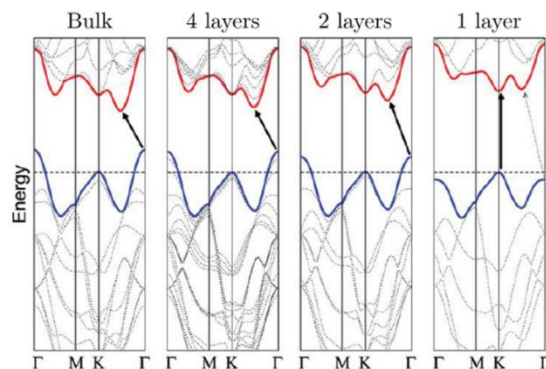 Bulk
4 layers
2 layers
1 layer
Energy
Γ M K Γ
Γ M K Γ
Γ M K Γ
Γ M K Γ